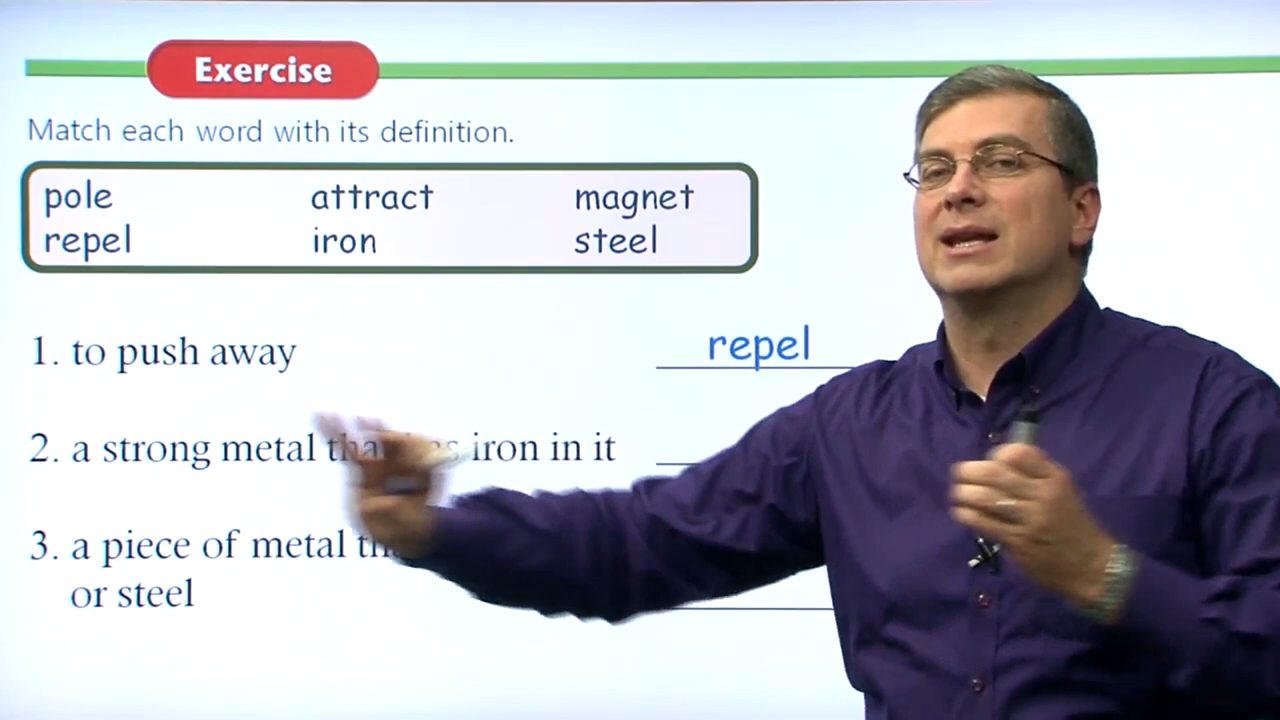 Exercise
Match each word with its definition.
pole attract magnet
repel iron steel
1. to push away repel
2. a strong metal iron in it
3. a piece of metal
or steel